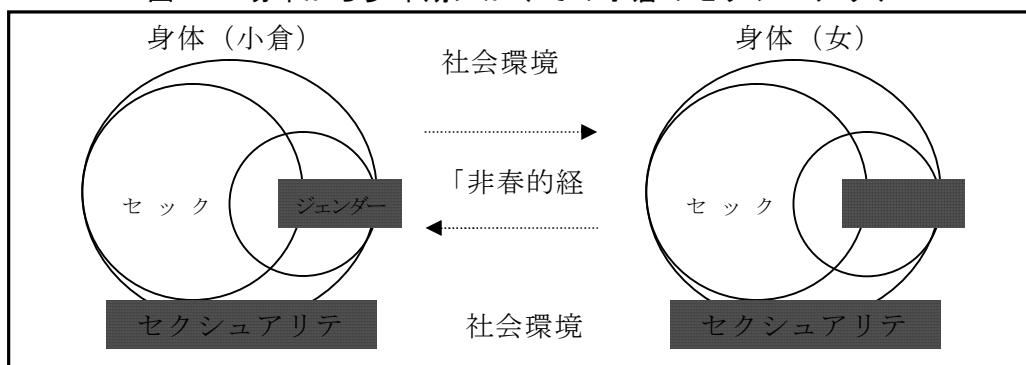 身体（小倉） 身体（女）
社会環境
「非春的経
セック ジェンダー セック
セクシュアリテ 社会環境 セクシュアリテ